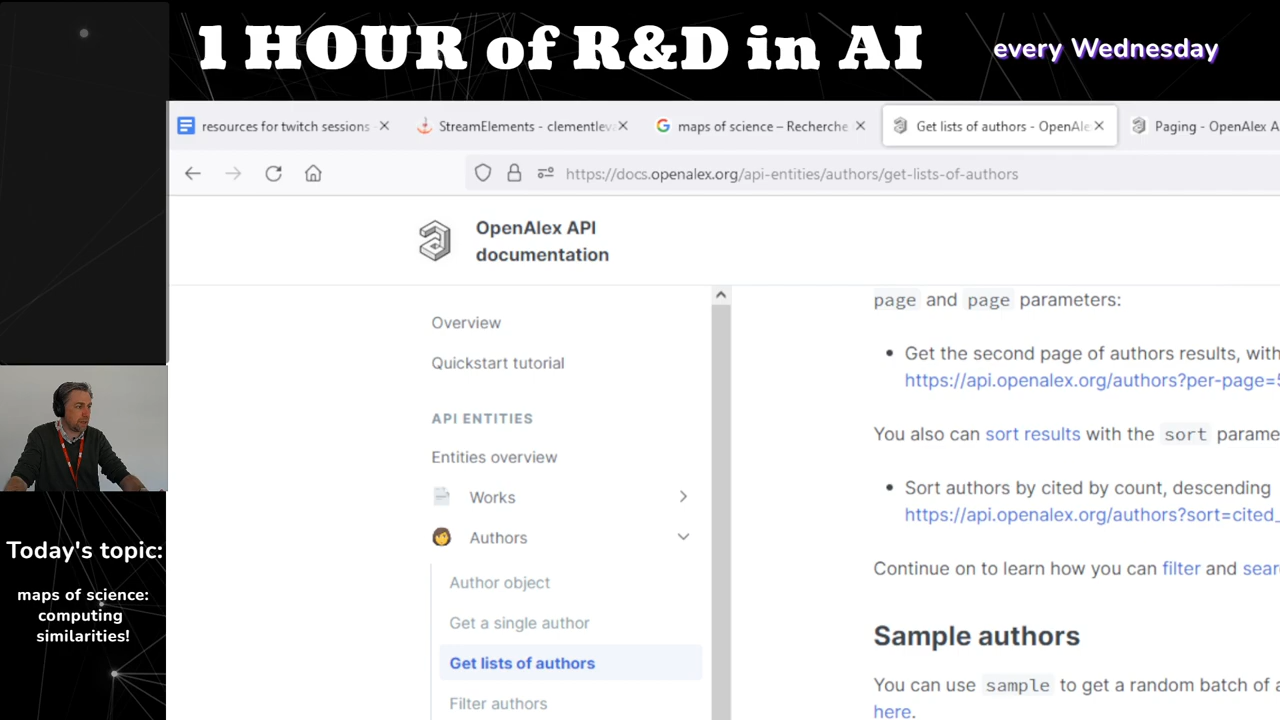 1 HOUR of R&D in AI
every Wednesday
resources for twitch sessions
StreamElements - clementleva
maps of science – Recherche
Get lists of authors - OpenAle
Paging - OpenAlex A
https://docs.openalex.org/api-entities/authors/get-lists-of-authors
OpenAlex API
documentation
Overview
Quickstart tutorial
API ENTITIES
Entities overview
Works
Authors
Author object
Get a single author
Get lists of authors
Filter authors
page and page parameters:
Get the second page of authors results, with
https://api.openalex.org/authors?per-page=5
You also can sort results with the sort parame
Sort authors by cited by count, descending
https://api.openalex.org/authors?sort=cited_
Continue on to learn how you can filter and sear
Sample authors
You can use sample to get a random batch of a
here.
Today's topic:
maps of science:
computing
similarities!